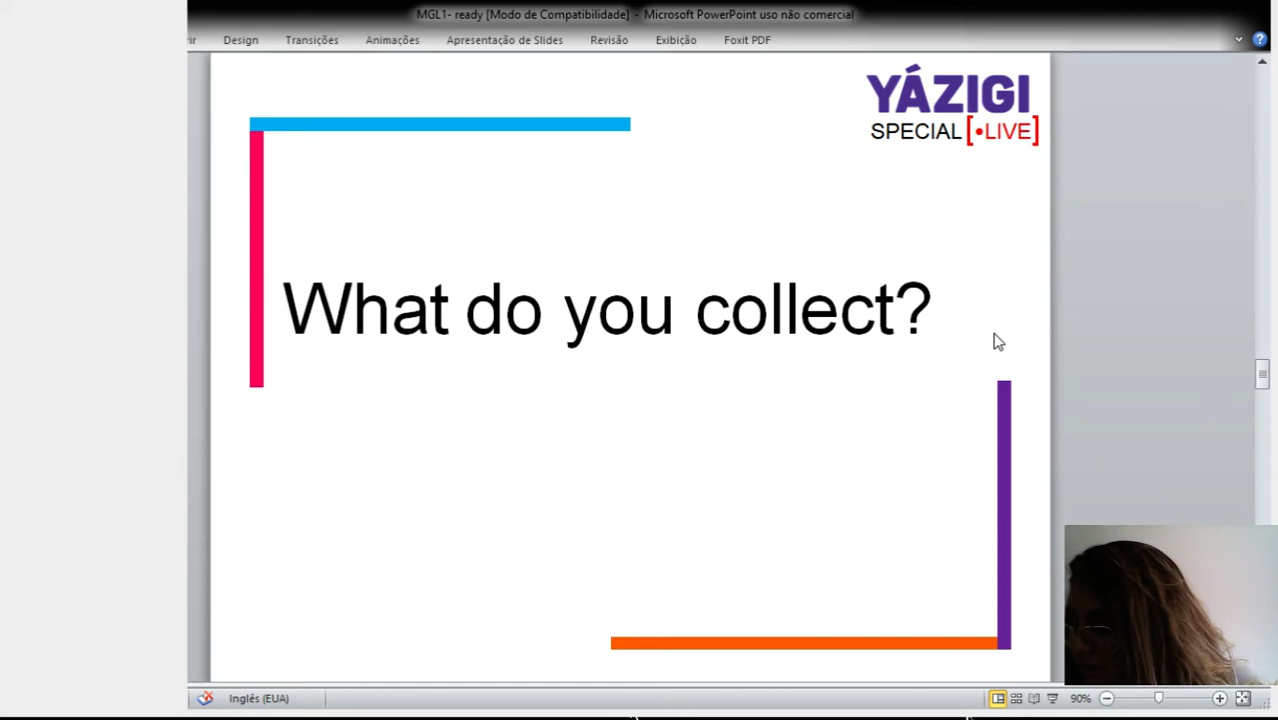 MGL1- ready [Modo de Compatibilidade] - Microsoft PowerPoint uso não comercial
Design Transições Animações Apresentação de Slides Revisão Exibição Foxit PDF
YÁZIGI
SPECIAL [•LIVE]
What do you collect?
Inglês (EUA) 90%